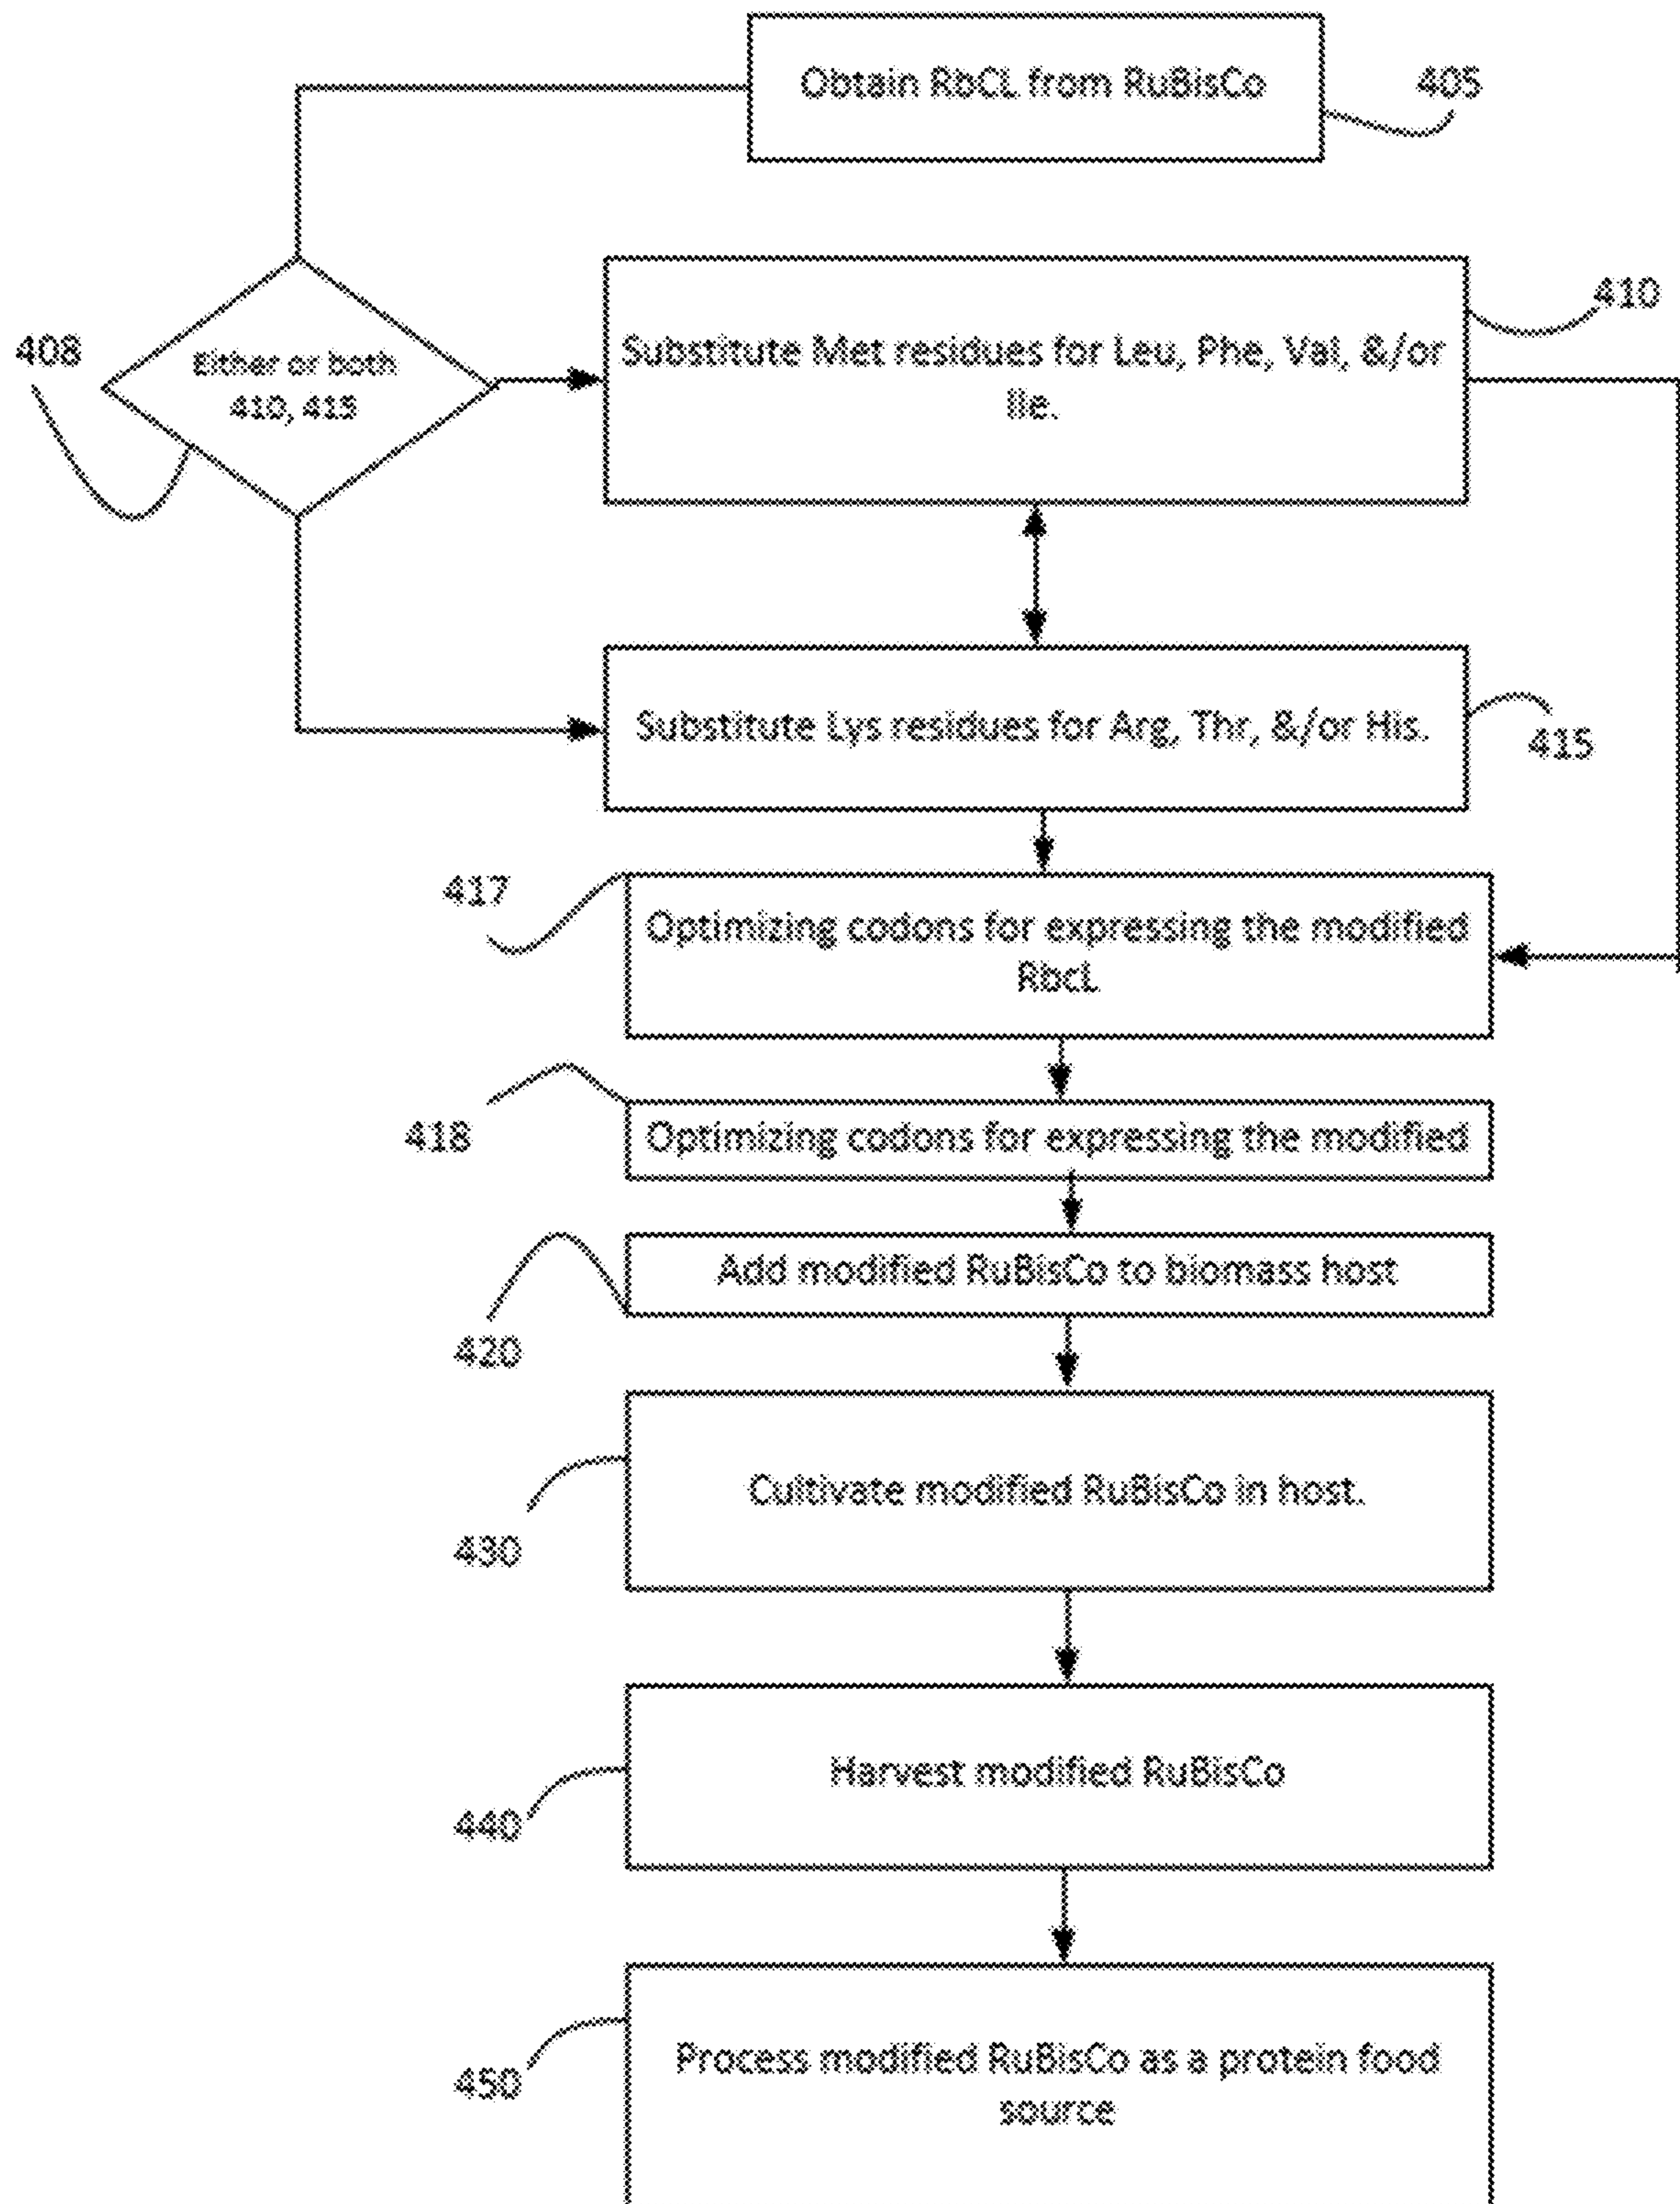 Obtain RbCL from RuBisCo
405
408
Either or both
410, 415
Substitute Met residues for Leu, Phe, Val, &/or
Ile.
410
Substitute Lys residues for Arg, Thr, &/or His.
415
417
Optimizing codons for expressing the modified
RbcL
418
Optimizing codons for expressing the modified
Add modified RuBisCo to biomass host
420
Cultivate modified RuBisCo in host.
430
Harvest modified RuBisCo
440
Process modified RuBisCo as a protein food
source
450